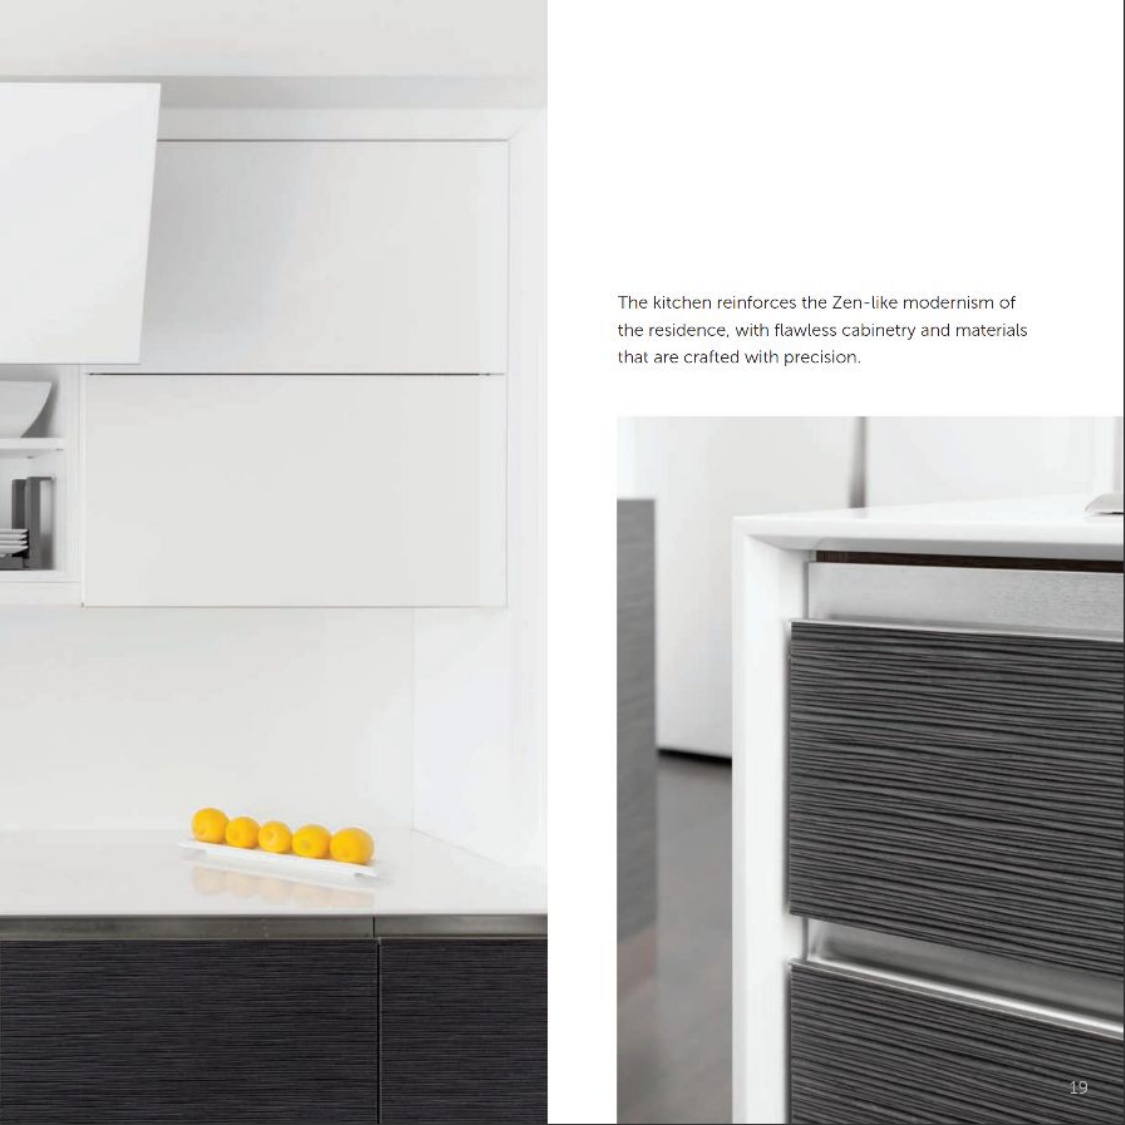 The kitchen reinforces the Zen-like modernism of
the residence, with flawless cabinetry and materials
that are crafted with precision.
19